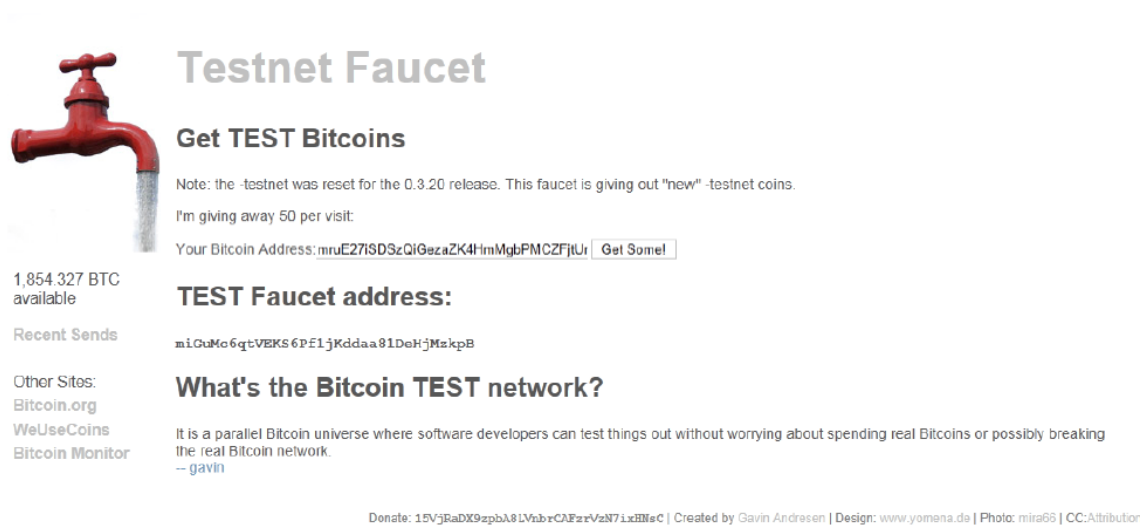 Testnet Faucet
Get TEST Bitcoins
Note: the -testnet was reset for the 0.3.20 release. This faucet is giving out "new" -testnet coins.
I'm giving away 50 per visit:
Your Bitcoin Address: mruE27iSDSzQiGezaZK4HmMgbPMCZFjtUr Get Some!
1,854.327 BTC
available
TEST Faucet address:
Recent Sends
miGuMc6qtVEKS6Pf1jKddaa81DeHjMzkpB
Other Sites:
Bitcoin.org
WeUseCoins
Bitcoin Monitor
What's the Bitcoin TEST network?
It is a parallel Bitcoin universe where software developers can test things out without worrying about spending real Bitcoins or possibly breaking
the real Bitcoin network.
-- gavin
Donate: 15VjRaDX9zpbA8LVnbrCAFzrVzN7ixHNsC | Created by Gavin Andresen | Design: www.yomena.de | Photo: mira66 | CC:Attribution